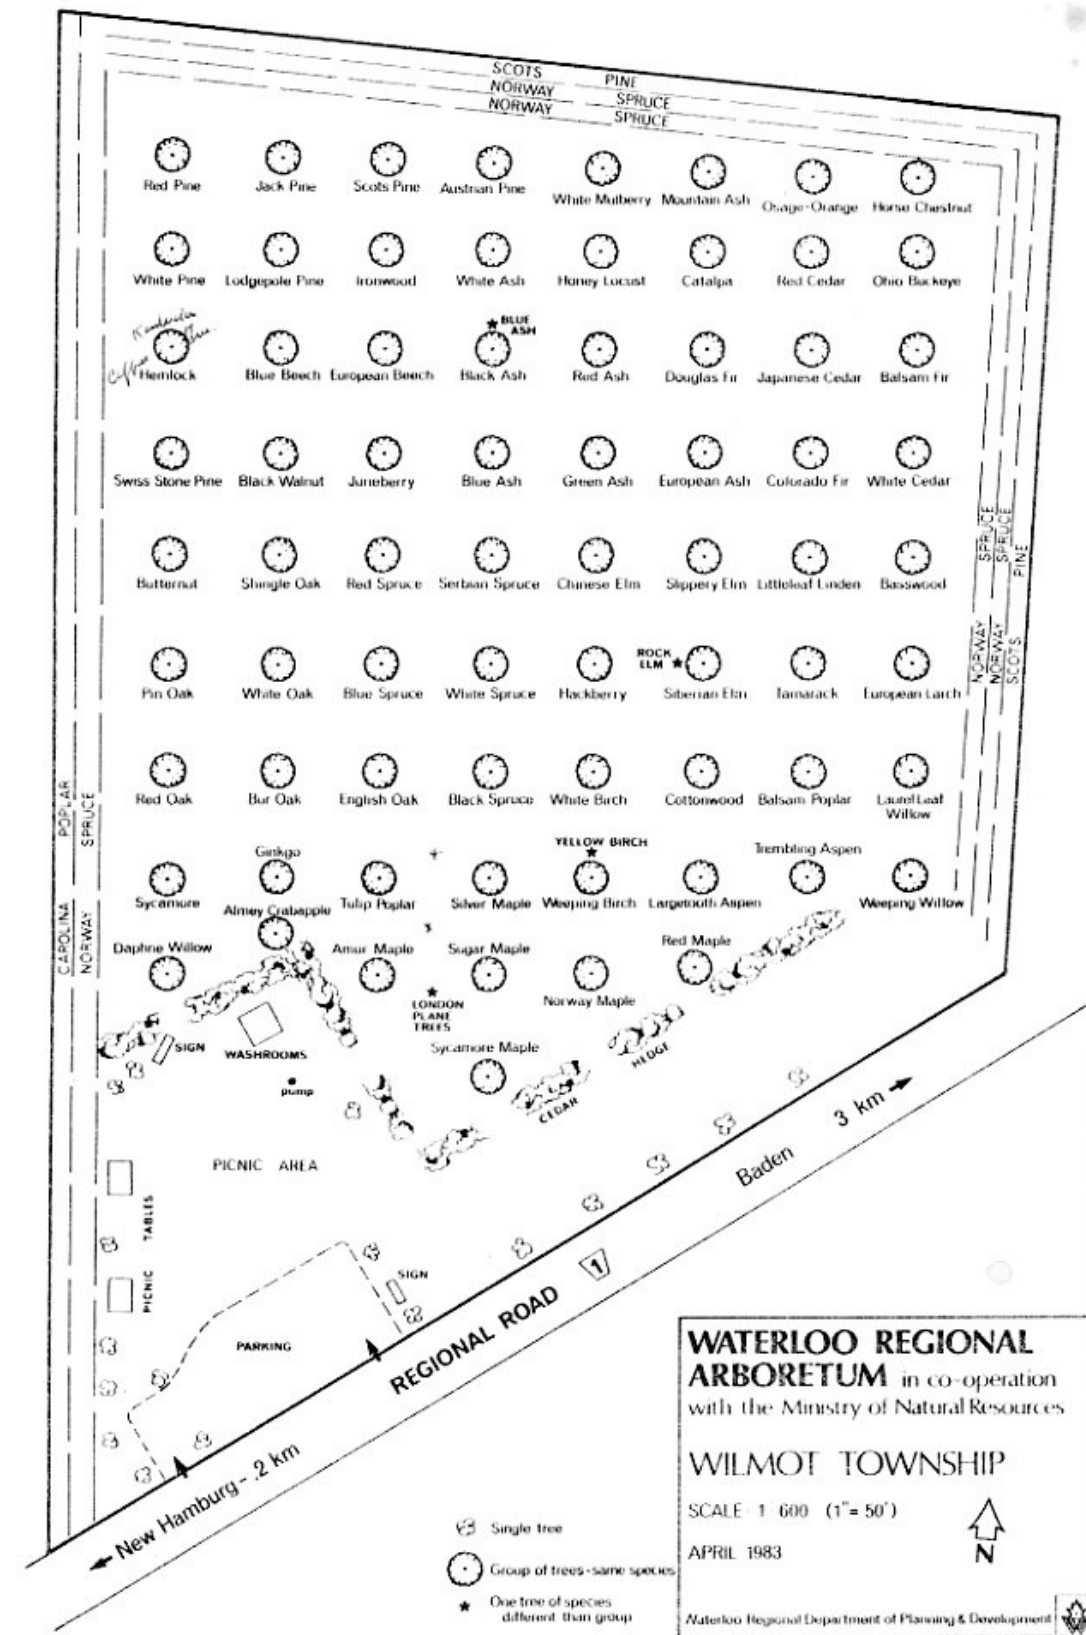 SCOTS PINE
NORWAY SPRUCE
NORWAY SPRUCE
Red Pine Jack Pine Scots Pine Austrian Pine White Mulberry Mountain Ash Osage-Orange Horse Chestnut
White Pine Lodgepole Pine Ironwood White Ash Honey Locust Catalpa Red Cedar Ohio Buckeye
BLUE
ASH
Hemlock Blue Beech European Beech Black Ash Red Ash Douglas Fir Japanese Cedar Balsam Fir
Swiss Stone Pine Black Walnut Juneberry Blue Ash Green Ash European Ash Colorado Fir White Cedar
Butternut Shingle Oak Red Spruce Serbian Spruce Chinese Elm Slippery Elm Littleleaf Linden Basswood
NORWAY SPRUCE
NORWAY SPRUCE
SCOTS PINE
ROCK
ELM
Pin Oak White Oak Blue Spruce White Spruce Hackberry Siberian Elm Tamarack European Larch
Red Oak Bur Oak English Oak Black Spruce White Birch Cottonwood Balsam Poplar Laurel Leaf
Willow
CAROLINA POPLAR
NORWAY SPRUCE
Ginkgo
YELLOW BIRCH
Trembling Aspen
Sycamore Almey Crabapple Tulip Poplar Silver Maple Weeping Birch Largetooth Aspen Weeping Willow
Daphne Willow Amur Maple Sugar Maple Red Maple
Norway Maple
LONDON
PLANE
TREES
SIGN
WASHROOMS
Sycamore Maple
pump
CEDAR HEDGE
PICNIC AREA
PICNIC TABLES
SIGN
PARKING
REGIONAL ROAD 1
Baden 3 km
New Hamburg - .2 km
Single tree
Group of trees-same species
One tree of species
different than group
WATERLOO REGIONAL
ARBORETUM in co-operation
with the Ministry of Natural Resources
WILMOT TOWNSHIP
SCALE 1 600 (1"= 50')
APRIL 1983
N
Waterloo Regional Department of Planning & Development